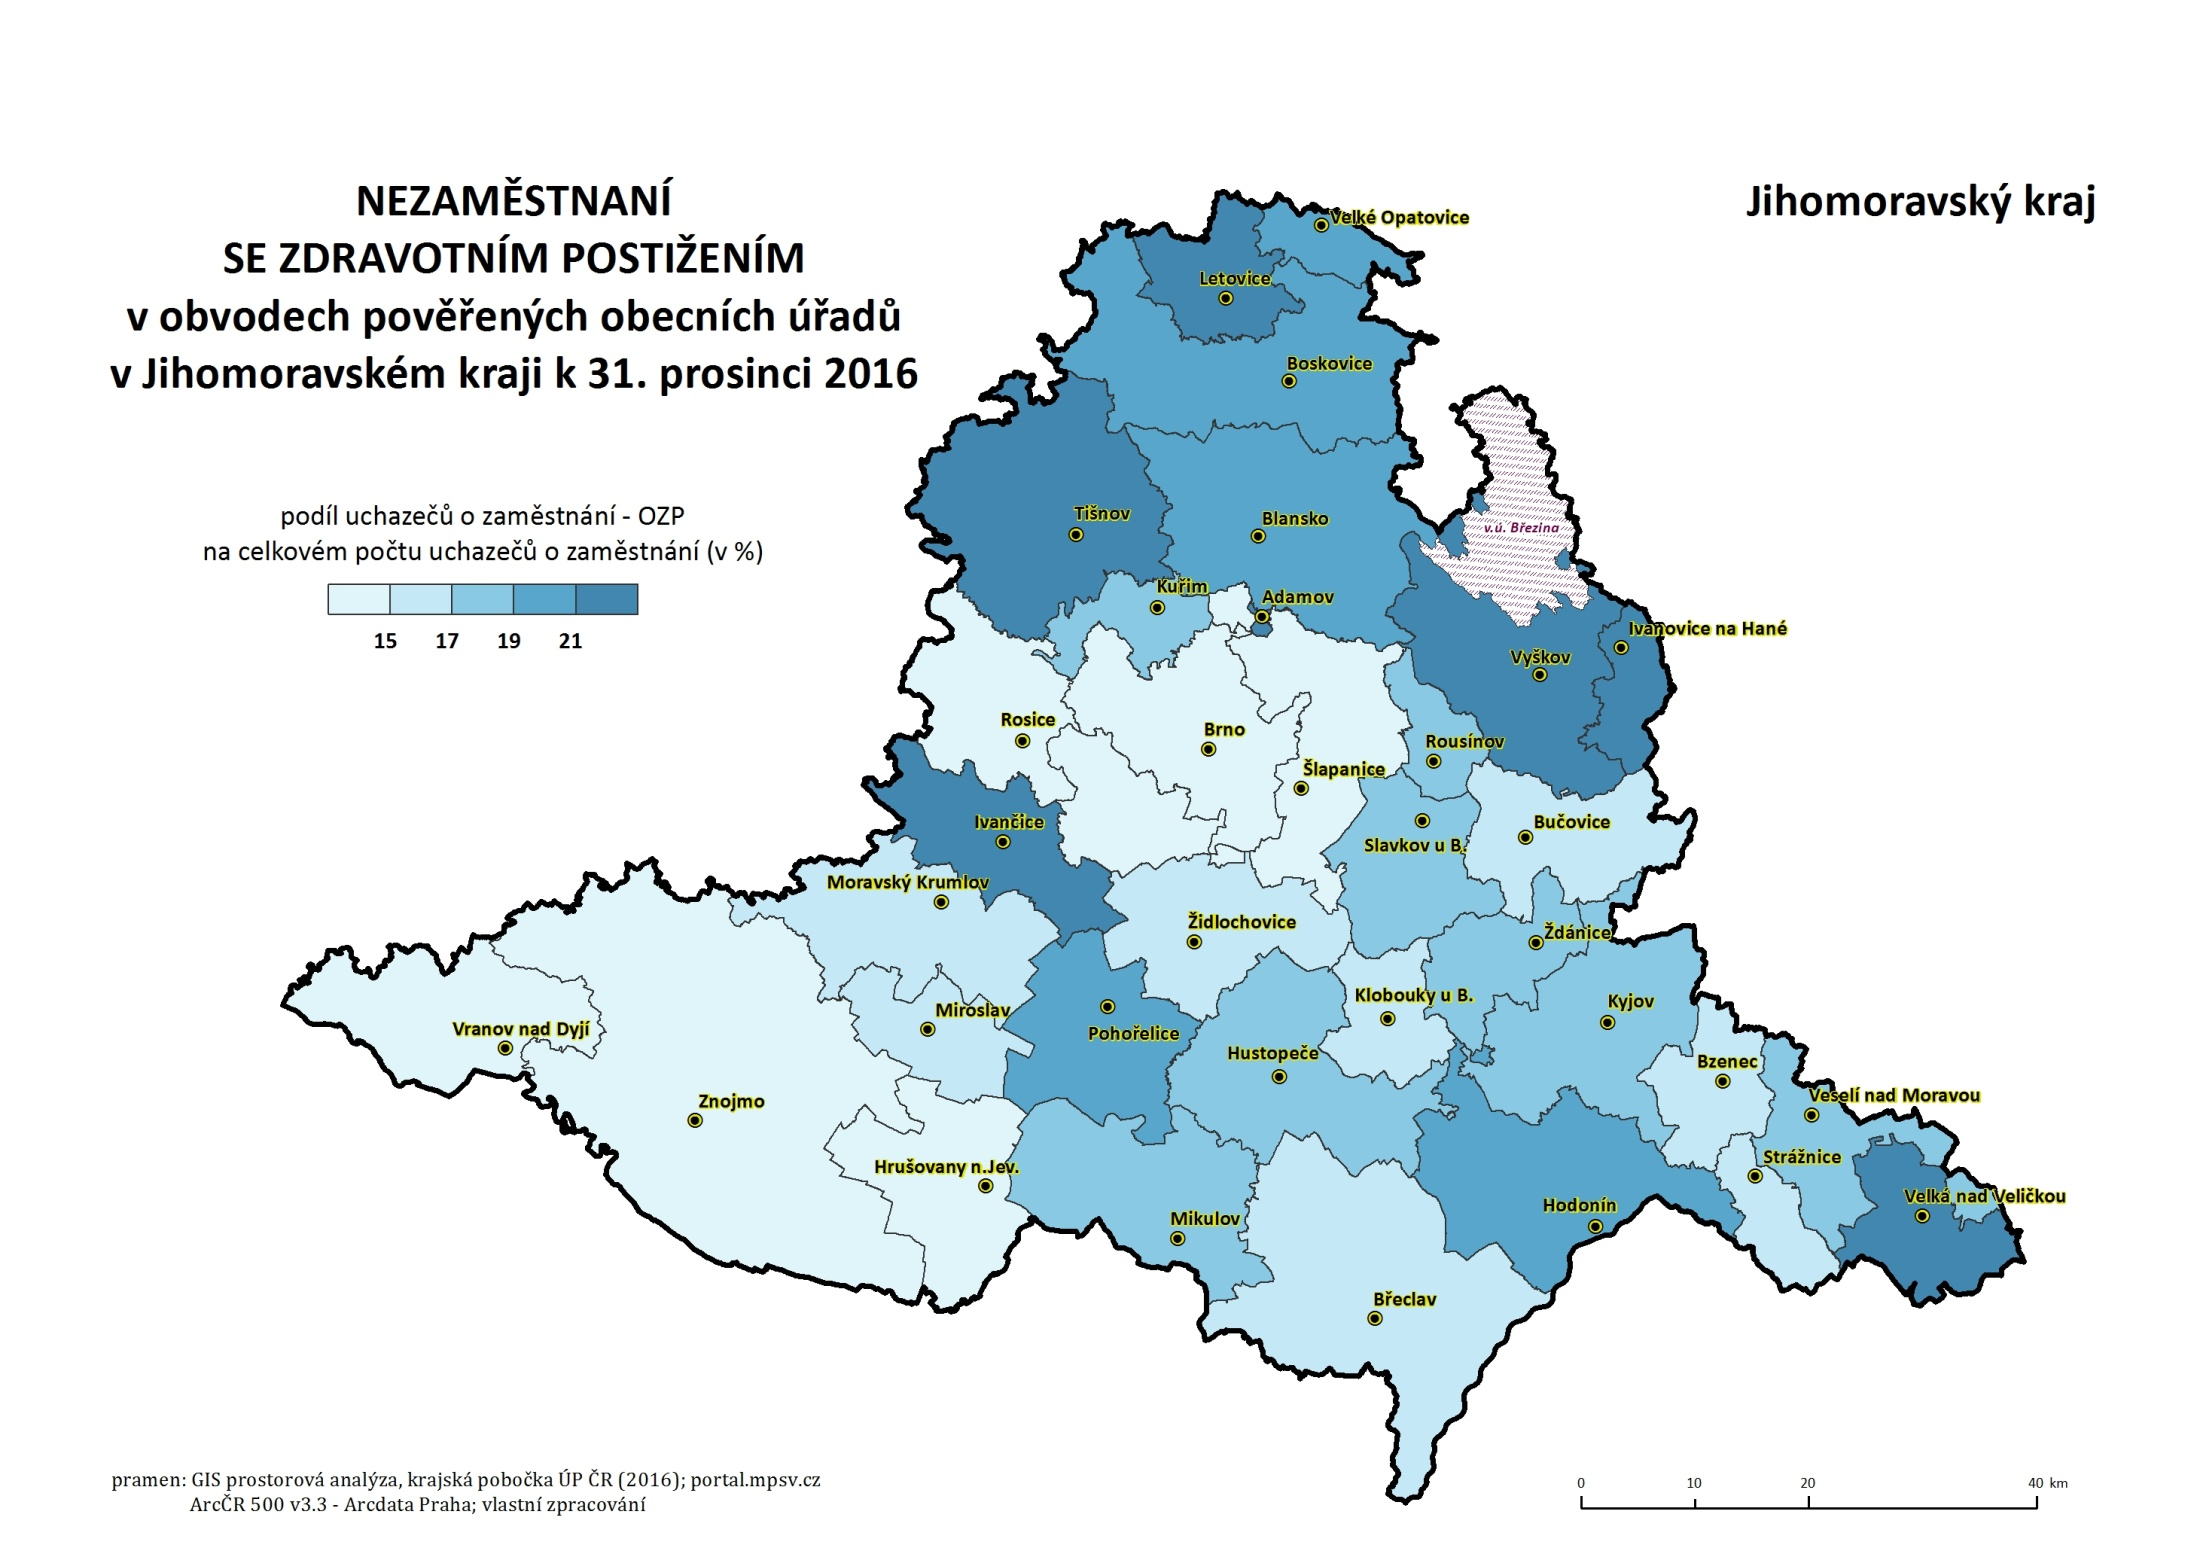 NEZAMĚSTNANÍ
SE ZDRAVOTNÍM POSTIŽENÍM
v obvodech pověřených obecních úřadů
v Jihomoravském kraji k 31. prosinci 2016
Jihomoravský kraj
podíl uchazečů o zaměstnání - OZP
na celkovém počtu uchazečů o zaměstnání (v %)
15 17 19 21
Velké Opatovice
Letovice
Boskovice
Tišnov
Blansko
v.ú. Březina
Kuřim
Adamov
Ivanovice na Hané
Vyškov
Rosice
Brno
Rousínov
Šlapanice
Ivančice
Bučovice
Slavkov u B.
Moravský Krumlov
Židlochovice
Ždánice
Miroslav
Pohořelice
Klobouky u B.
Kyjov
Vranov nad Dyjí
Hustopeče
Bzenec
Znojmo
Veselí nad Moravou
Hrušovany n.Jev.
Strážnice
Velká nad Veličkou
Mikulov
Hodonín
Břeclav
pramen: GIS prostorová analýza, krajská pobočka ÚP ČR (2016); portal.mpsv.cz
ArcČR 500 v3.3 - Arcdata Praha; vlastní zpracování
0 10 20 40 km